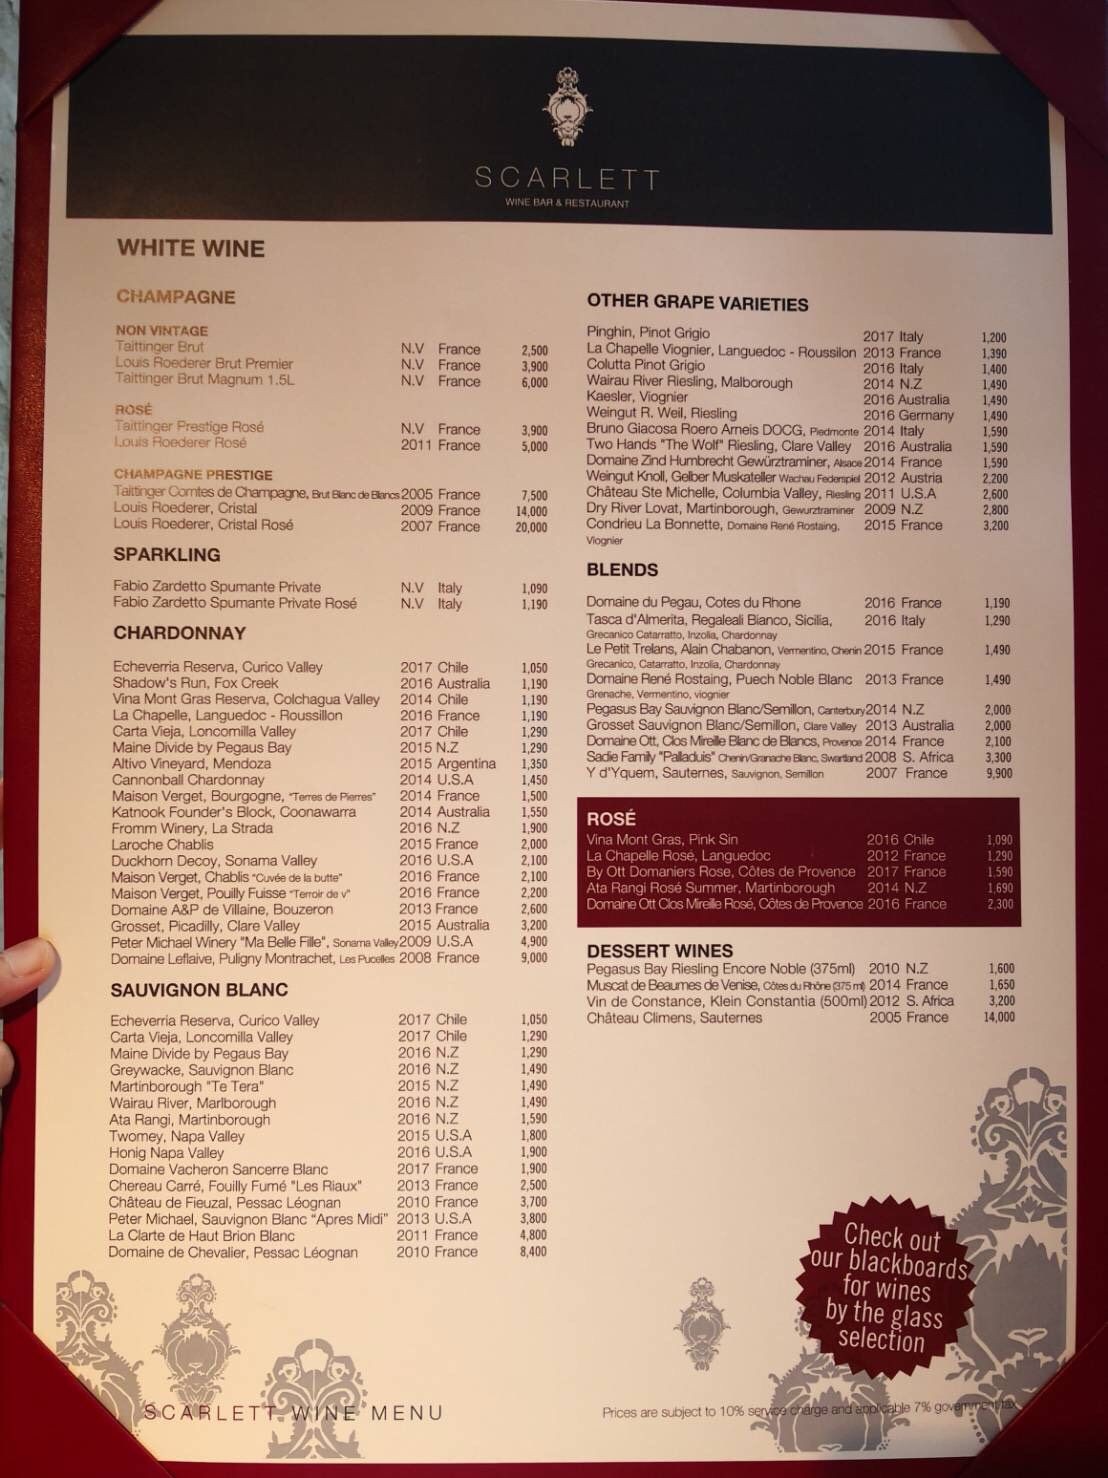 SCARLETT
WINE BAR & RESTAURANT
WHITE WINE
CHAMPAGNE
NON VINTAGE
Taittinger Brut N.V France 2,500
Louis Roederer Brut Premier N.V France 3,900
Taittinger Brut Magnum 1.5L N.V France 6,000
ROSÉ
Taittinger Prestige Rosé N.V France 3,900
Louis Roederer Rosé 2011 France 5,000
CHAMPAGNE PRESTIGE
Taittinger Comtes de Champagne, Brut Blanc de Blancs 2005 France 7,500
Louis Roederer, Cristal 2009 France 14,000
Louis Roederer, Cristal Rosé 2007 France 20,000
SPARKLING
Fabio Zardetto Spumante Private N.V Italy 1,090
Fabio Zardetto Spumante Private Rosé N.V Italy 1,190
CHARDONNAY
Echeverria Reserva, Curico Valley 2017 Chile 1,050
Shadow's Run, Fox Creek 2016 Australia 1,190
Vina Mont Gras Reserva, Colchagua Valley 2014 Chile 1,190
La Chapelle, Languedoc - Roussillon 2016 France 1,190
Carta Vieja, Loncomilla Valley 2017 Chile 1,290
Maine Divide by Pegaus Bay 2015 N.Z 1,290
Altivo Vineyard, Mendoza 2015 Argentina 1,350
Cannonball Chardonnay 2014 U.S.A 1,450
Maison Verget, Bourgogne, "Terres de Pierres" 2014 France 1,500
Katnook Founder's Block, Coonawarra 2014 Australia 1,550
Fromm Winery, La Strada 2016 N.Z 1,900
Laroche Chablis 2015 France 2,000
Duckhorn Decoy, Sonama Valley 2016 U.S.A 2,100
Maison Verget, Chablis "Cuvée de la butte" 2016 France 2,100
Maison Verget, Pouilly Fuisse "Terroir de v" 2016 France 2,200
Domaine A&P de Villaine, Bouzeron 2013 France 2,600
Grosset, Picadilly, Clare Valley 2015 Australia 3,200
Peter Michael Winery "Ma Belle Fille", Sonama Valley 2009 U.S.A 4,900
Domaine Leflaive, Puligny Montrachet, Les Pucelles 2008 France 9,000
SAUVIGNON BLANC
Echeverria Reserva, Curico Valley 2017 Chile 1,050
Carta Vieja, Loncomilla Valley 2017 Chile 1,290
Maine Divide by Pegaus Bay 2016 N.Z 1,290
Greywacke, Sauvignon Blanc 2016 N.Z 1,490
Martinborough "Te Tera" 2015 N.Z 1,490
Wairau River, Marlborough 2016 N.Z 1,490
Ata Rangi, Martinborough 2016 N.Z 1,590
Twomey, Napa Valley 2015 U.S.A 1,800
Honig Napa Valley 2016 U.S.A 1,900
Domaine Vacheron Sancerre Blanc 2017 France 1,900
Chereau Carré, Fouilly Fumé "Les Riaux" 2013 France 2,500
Château de Fieuzal, Pessac Léognan 2010 France 3,700
Peter Michael, Sauvignon Blanc "Apres Midi" 2013 U.S.A 3,800
La Clarte de Haut Brion Blanc 2011 France 4,800
Domaine de Chevalier, Pessac Léognan 2010 France 8,400
OTHER GRAPE VARIETIES
Pinghin, Pinot Grigio 2017 Italy 1,200
La Chapelle Viognier, Languedoc - Roussilon 2013 France 1,390
Colutta Pinot Grigio 2016 Italy 1,400
Wairau River Riesling, Malborough 2014 N.Z 1,490
Kaesler, Viognier 2016 Australia 1,490
Weingut R. Weil, Riesling 2016 Germany 1,490
Bruno Giacosa Roero Arneis DOCG, Piedmonte 2014 Italy 1,590
Two Hands "The Wolf" Riesling, Clare Valley 2016 Australia 1,590
Domaine Zind Humbrecht Gewürztraminer, Alsace 2014 France 1,590
Weingut Knoll, Gelber Muskateller Wachau Federspiel 2012 Austria 2,200
Château Ste Michelle, Columbia Valley, Riesling 2011 U.S.A 2,600
Dry River Lovat, Martinborough, Gewurztraminer 2009 N.Z 2,800
Condrieu La Bonnette, Domaine René Rostaing, 2015 France 3,200
Viognier
BLENDS
Domaine du Pegau, Cotes du Rhone 2016 France 1,190
Tasca d'Almerita, Regaleali Bianco, Sicilia, 2016 Italy 1,290
Grecanico Catarratto, Inzolia, Chardonnay
Le Petit Trelans, Alain Chabanon, Vermentino, Chenin 2015 France 1,490
Grecanico, Catarratto, Inzolia, Chardonnay
Domaine René Rostaing, Puech Noble Blanc 2013 France 1,490
Grenache, Vermentino, viognier
Pegasus Bay Sauvignon Blanc/Semillon, Canterbury 2014 N.Z 2,000
Grosset Sauvignon Blanc/Semillon, Clare Valley 2013 Australia 2,000
Domaine Ott, Clos Mireille Blanc de Blancs, Provence 2014 France 2,100
Sadie Family "Palladuis" Chenin/Granache Blanc, Swartland 2008 S. Africa 3,300
Y d'Yquem, Sauternes, Sauvignon, Semillon 2007 France 9,900
ROSÉ
Vina Mont Gras, Pink Sin 2016 Chile 1,090
La Chapelle Rosé, Languedoc 2012 France 1,290
By Ott Domaniers Rose, Côtes de Provence 2017 France 1,590
Ata Rangi Rosé Summer, Martinborough 2014 N.Z 1,690
Domaine Ott Clos Mireille Rosé, Côtes de Provence 2016 France 2,300
DESSERT WINES
Pegasus Bay Riesling Encore Noble (375ml) 2010 N.Z 1,600
Muscat de Beaumes de Venise, Côtes du Rhône (375 ml) 2014 France 1,650
Vin de Constance, Klein Constantia (500ml) 2012 S. Africa 3,200
Château Climens, Sauternes 2005 France 14,000
Check out
our blackboards
for wines
by the glass
selection
SCARLETT WINE MENU
Prices are subject to 10% service charge and applicable 7% government tax